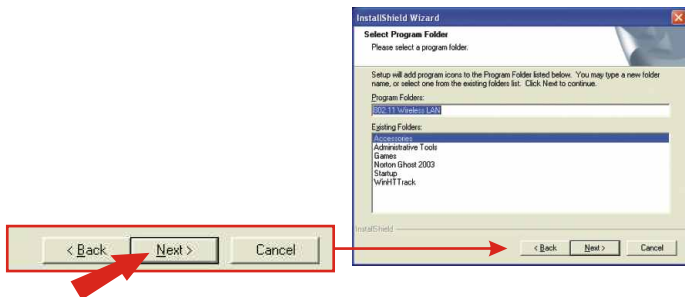 InstallShield Wizard
Select Program Folder
Please select a program folder.
Setup will add program icons to the Program Folder listed below. You may type a new folder
name, or select one from the existing folders list. Click Next to continue.
Program Folders:
802.11 Wireless LAN
Existing Folders:
Accessories
Administrative Tools
Games
Norton Ghost 2003
Startup
WinHTTrack
InstallShield
< Back
Next >
Cancel
< Back
Next >
Cancel